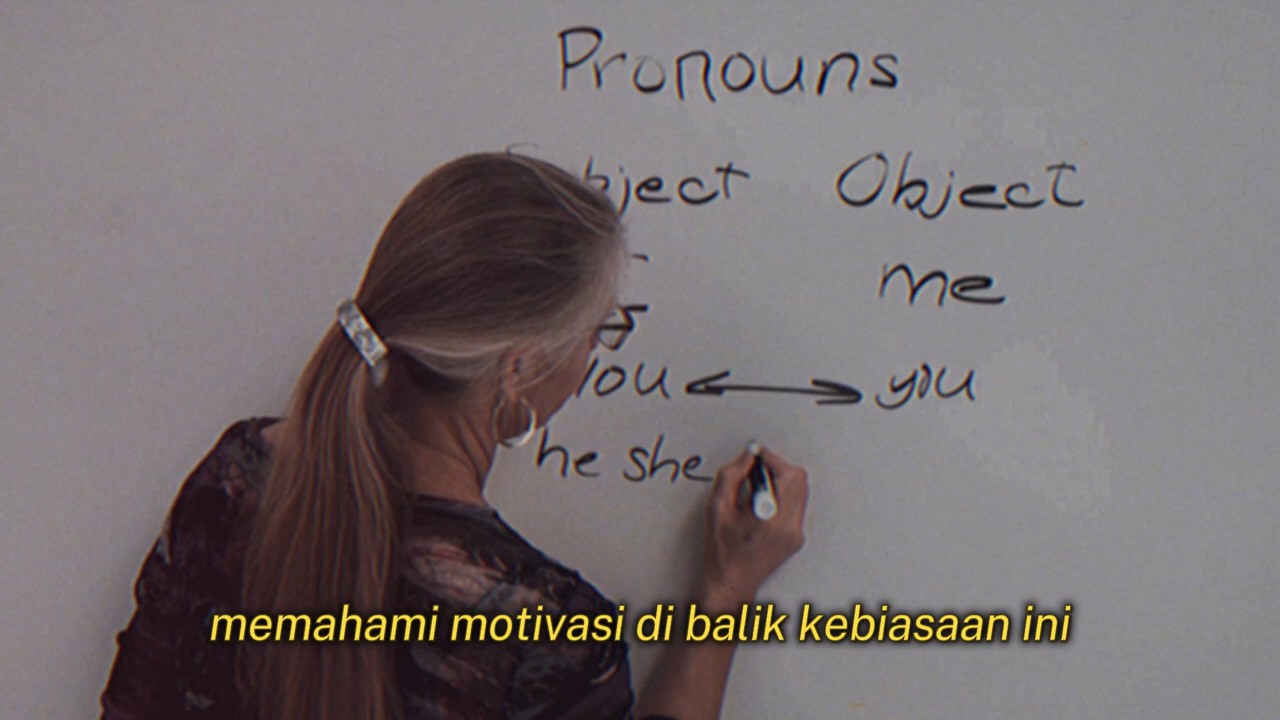 Pronouns
Object
me
you
he she
memahami motivasi di balik kebiasaan ini